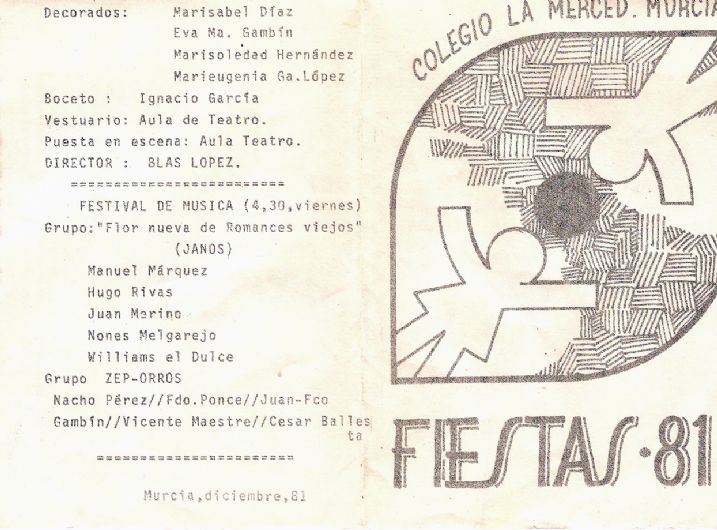 Decorados: Marisabel Díaz
Eva Ma. Gambín
Marisoledad Hernández
Marieugenia Ga.López
Boceto : Ignacio García
Vestuario: Aula de Teatro.
Puesta en escena: Aula Teatro.
DIRECTOR : BLAS LOPEZ.
=========================
FESTIVAL DE MUSICA (4,30,viernes)
Grupo:"Flor nueva de Romances viejos"
(JANOS)
Manuel Márquez
Hugo Rivas
Juan Merino
Nones Melgarejo
Williams el Dulce
Grupo ZEP-ORROS
Nacho Pérez//Fdo.Ponce//Juan-Fco
Gambín//Vicente Maestre//Cesar Balles
ta
=======================
Murcia,diciembre,81
COLEGIO LA MERCED. MURCIA
FIESTAS·81